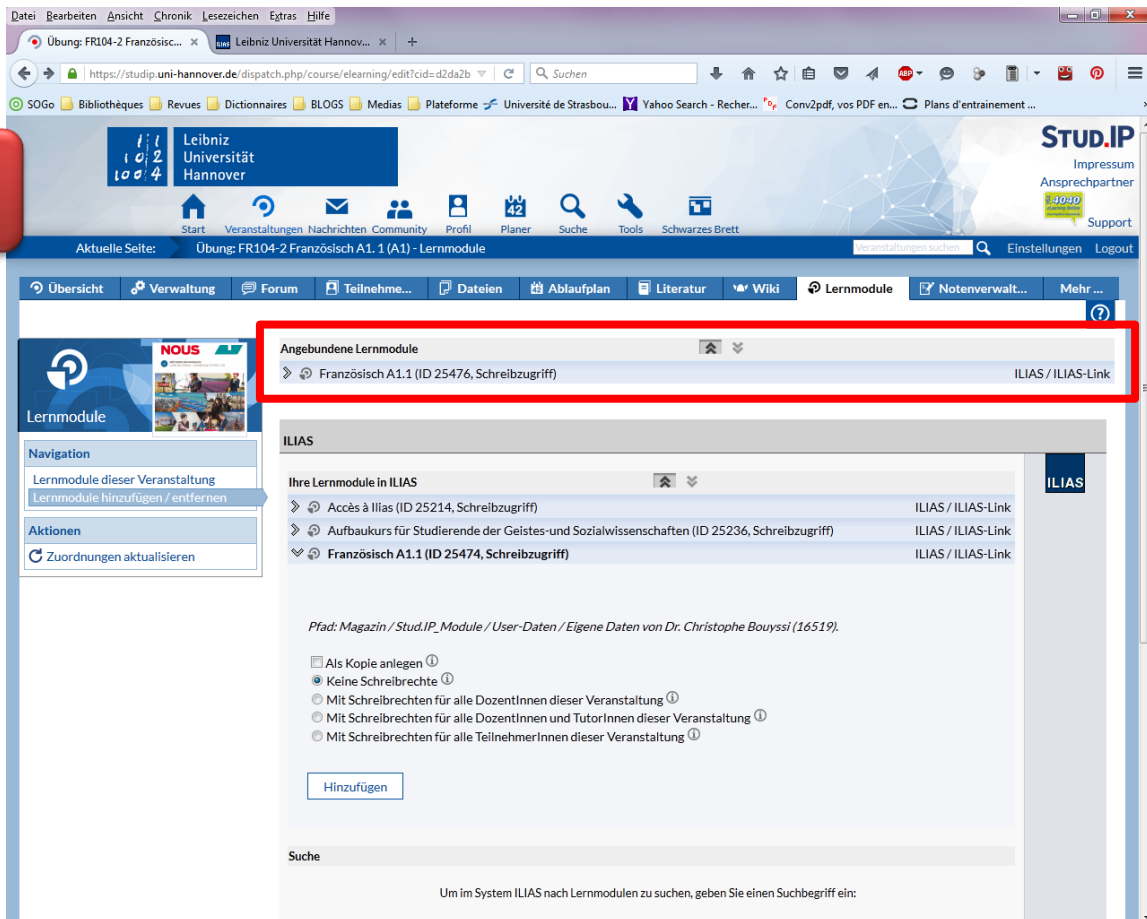 Datei Bearbeiten Ansicht Chronik Lesezeichen Extras Hilfe
Übung: FR104-2 Französisc... × ILIAS Leibniz Universität Hannov... × +
https://studip.uni-hannover.de/dispatch.php/course/elearning/edit?cid=d2da2b Suchen ABP
SOGo Bibliothèques Revues Dictionnaires BLOGS Medias Plateforme Université de Strasbou... Yahoo Search - Recher... Conv2pdf, vos PDF en... Plans d'entrainement ...
Leibniz
Universität
Hannover
STUD.IP
Impressum
Ansprechpartner
4040
Support
42
Start Veranstaltungen Nachrichten Community Profil Planer Suche Tools Schwarzes Brett
Aktuelle Seite: Übung: FR104-2 Französisch A1. 1 (A1) - Lernmodule Veranstaltungen suchen Einstellungen Logout
Übersicht Verwaltung Forum Teilnehme... Dateien Ablaufplan Literatur Wiki Lernmodule Notenverwalt... Mehr ...
NOUS
Lernmodule
Angebundene Lernmodule
Französisch A1.1 (ID 25476, Schreibzugriff) ILIAS / ILIAS-Link
Navigation
Lernmodule dieser Veranstaltung
Lernmodule hinzufügen / entfernen
Aktionen
Zuordnungen aktualisieren
ILIAS
Ihre Lernmodule in ILIAS
ILIAS
Accès à Ilias (ID 25214, Schreibzugriff) ILIAS / ILIAS-Link
Aufbaukurs für Studierende der Geistes-und Sozialwissenschaften (ID 25236, Schreibzugriff) ILIAS / ILIAS-Link
Französisch A1.1 (ID 25474, Schreibzugriff) ILIAS / ILIAS-Link
Pfad: Magazin / Stud.IP_Module / User-Daten / Eigene Daten von Dr. Christophe Bouyssi (16519).
Als Kopie anlegen
Keine Schreibrechte
Mit Schreibrechten für alle DozentInnen dieser Veranstaltung
Mit Schreibrechten für alle DozentInnen und TutorInnen dieser Veranstaltung
Mit Schreibrechten für alle TeilnehmerInnen dieser Veranstaltung
Hinzufügen
Suche
Um im System ILIAS nach Lernmodulen zu suchen, geben Sie einen Suchbegriff ein: